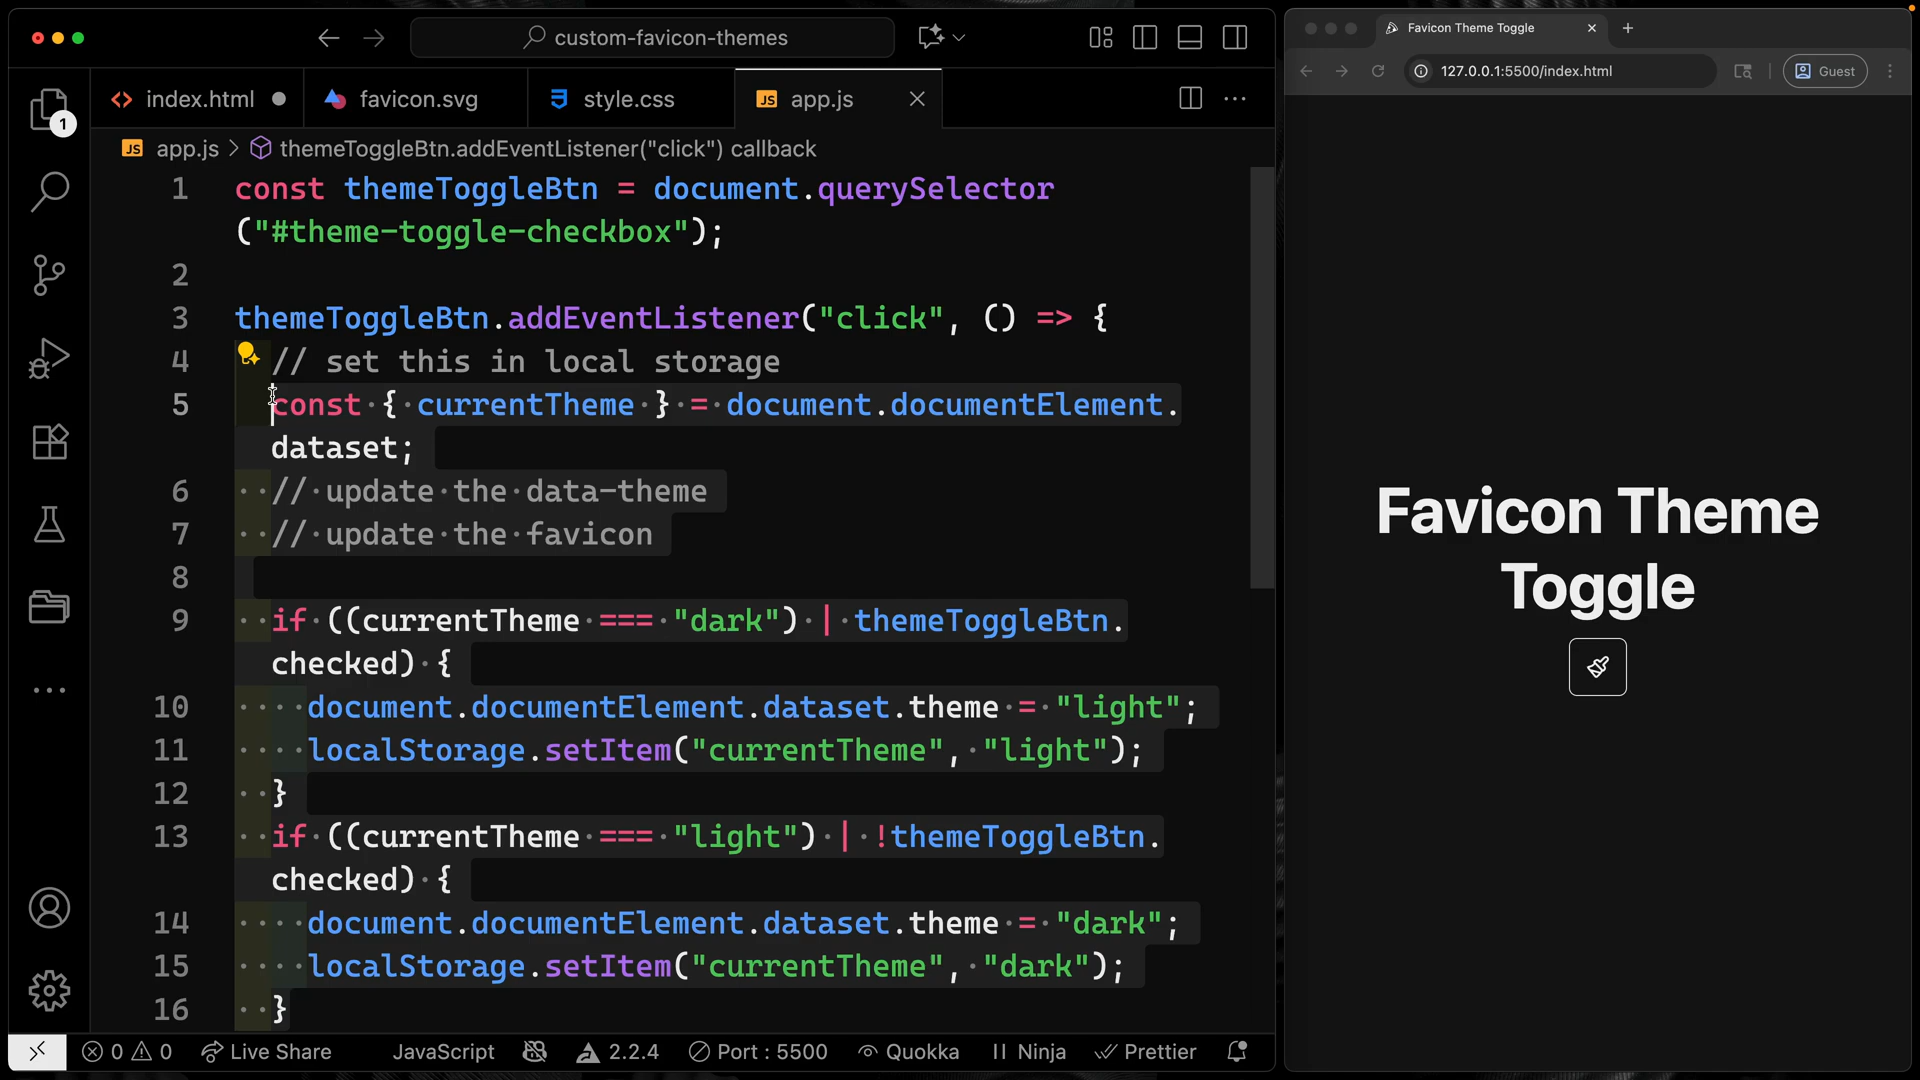 custom-favicon-themes
index.html
favicon.svg
style.css
JS app.js
JS app.js > themeToggleBtn.addEventListener("click") callback
1 const themeToggleBtn = document.querySelector
("#theme-toggle-checkbox");
2
3 themeToggleBtn.addEventListener("click", () => {
4 // set this in local storage
5 const { currentTheme } = document.documentElement.
dataset;
6 // update the data-theme
7 // update the favicon
8
9 if ((currentTheme === "dark") | themeToggleBtn.
checked) {
10 document.documentElement.dataset.theme = "light";
11 localStorage.setItem("currentTheme", "light");
12 }
13 if ((currentTheme === "light") | !themeToggleBtn.
checked) {
14 document.documentElement.dataset.theme = "dark";
15 localStorage.setItem("currentTheme", "dark");
16 }
1
0 0 Live Share JavaScript 2.2.4 Port : 5500 Quokka Ninja Prettier
Favicon Theme Toggle
127.0.0.1:5500/index.html
Guest
Favicon Theme
Toggle